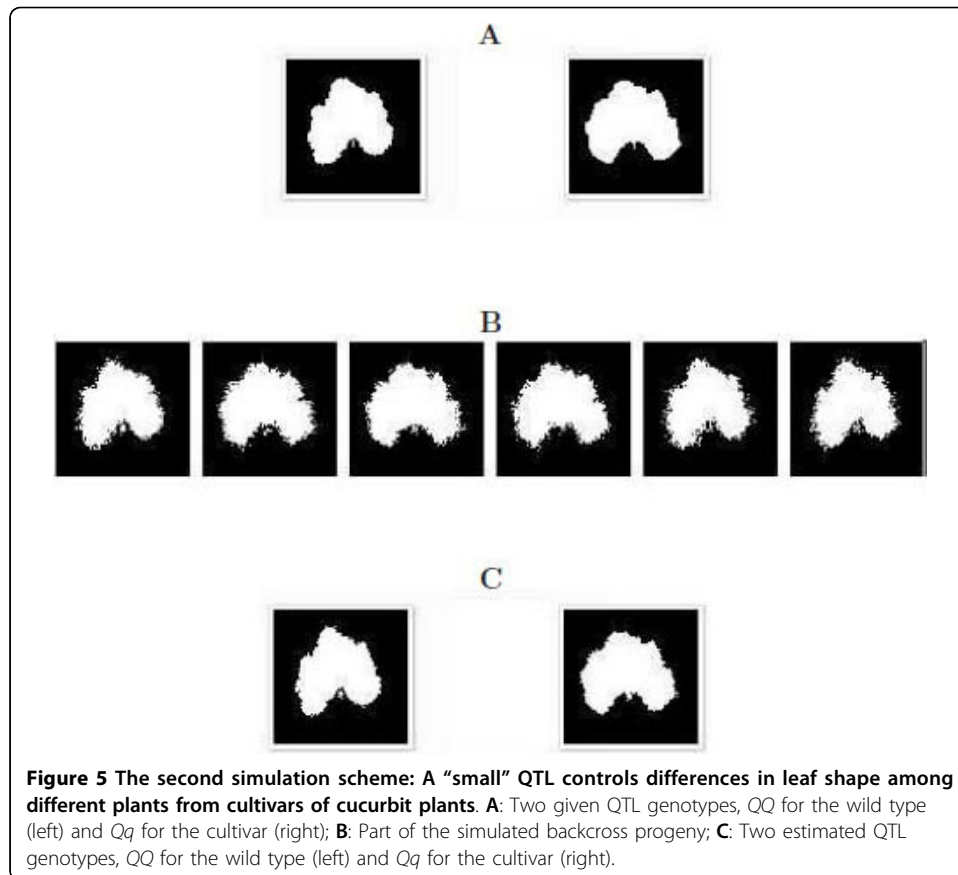 A
B
C
Figure 5 The second simulation scheme: A “small” QTL controls differences in leaf shape among
different plants from cultivars of cucurbit plants. A: Two given QTL genotypes, QQ for the wild type
(left) and Qq for the cultivar (right); B: Part of the simulated backcross progeny; C: Two estimated QTL
genotypes, QQ for the wild type (left) and Qq for the cultivar (right).